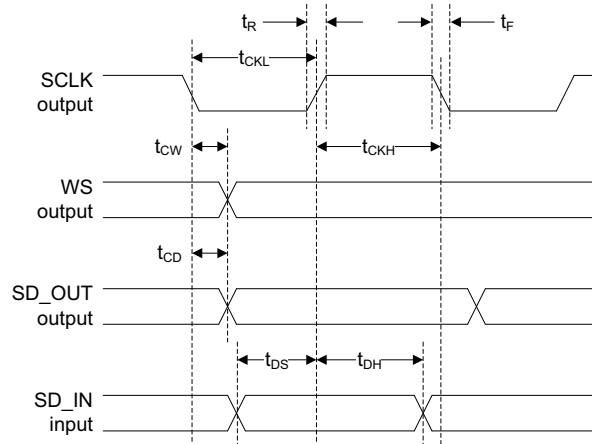 tR
tF
tCKL
SCLK
output
tCW
tCKH
WS
output
tCD
SD_OUT
output
tDS
tDH
SD_IN
input